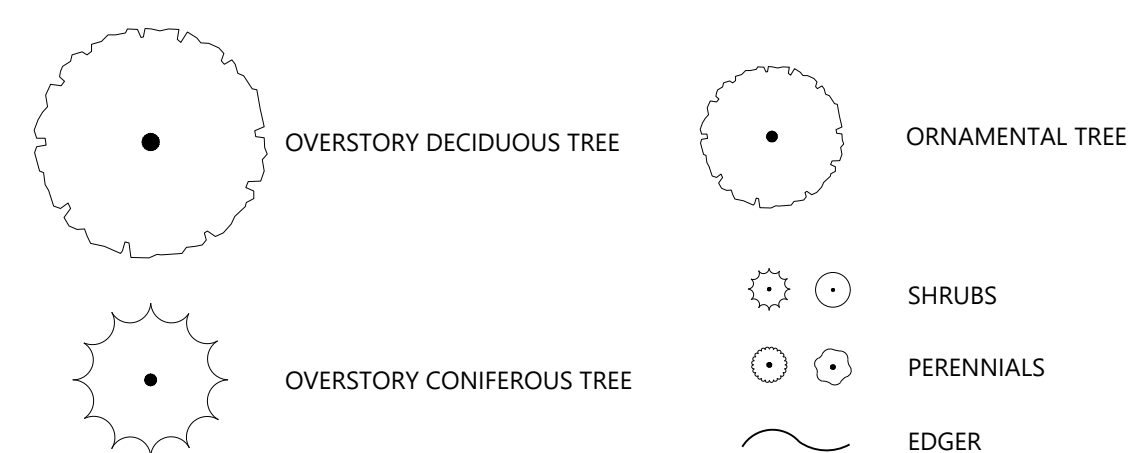 OVERSTORY DECIDUOUS TREE
OVERSTORY CONIFEROUS TREE
ORNAMENTAL TREE
SHRUBS
PERENNIALS
EDGER